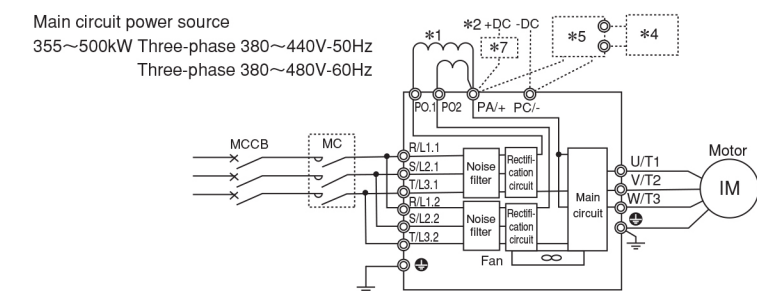 Main circuit power source
355～500kW Three-phase 380～440V-50Hz
Three-phase 380～480V-60Hz
*1
*2 +DC -DC
*7
*5
*4
PO.1 PO2 PA/+ PC/-
MCCB
MC
R/L1.1
S/L2.1
T/L3.1
R/L1.2
S/L2.2
T/L3.2
Noise
filter
Rectifi-
cation
circuit
Noise
filter
Rectifi-
cation
circuit
Main
circuit
Fan
U/T1
V/T2
W/T3
Motor
IM